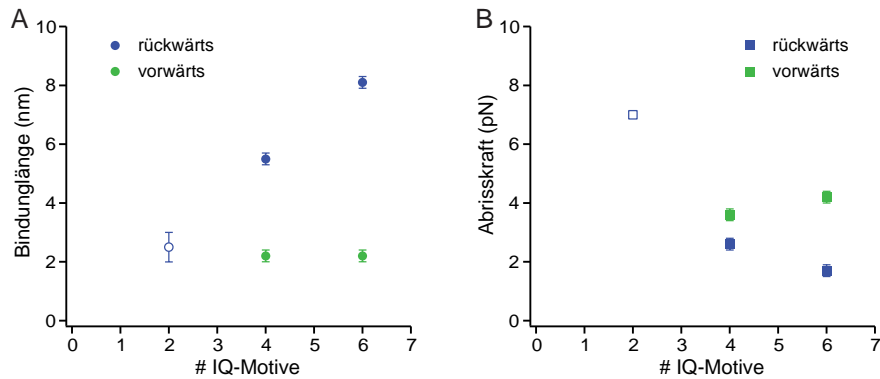 A
10
8
6
4
2
0
Bindunglänge (nm)
rückwärts
vorwärts
0 1 2 3 4 5 6 7
# IQ-Motive
B
10
8
6
4
2
0
Abrisskraft (pN)
rückwärts
vorwärts
0 1 2 3 4 5 6 7
# IQ-Motive